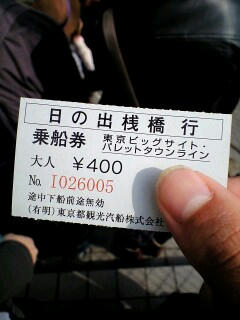 日の出桟橋 行
乗船券 東京ビッグサイト・
パレットタウンライン
大人 ¥400
No. I026005
途中下船前途無効
(有明)東京都観光汽船株式会社